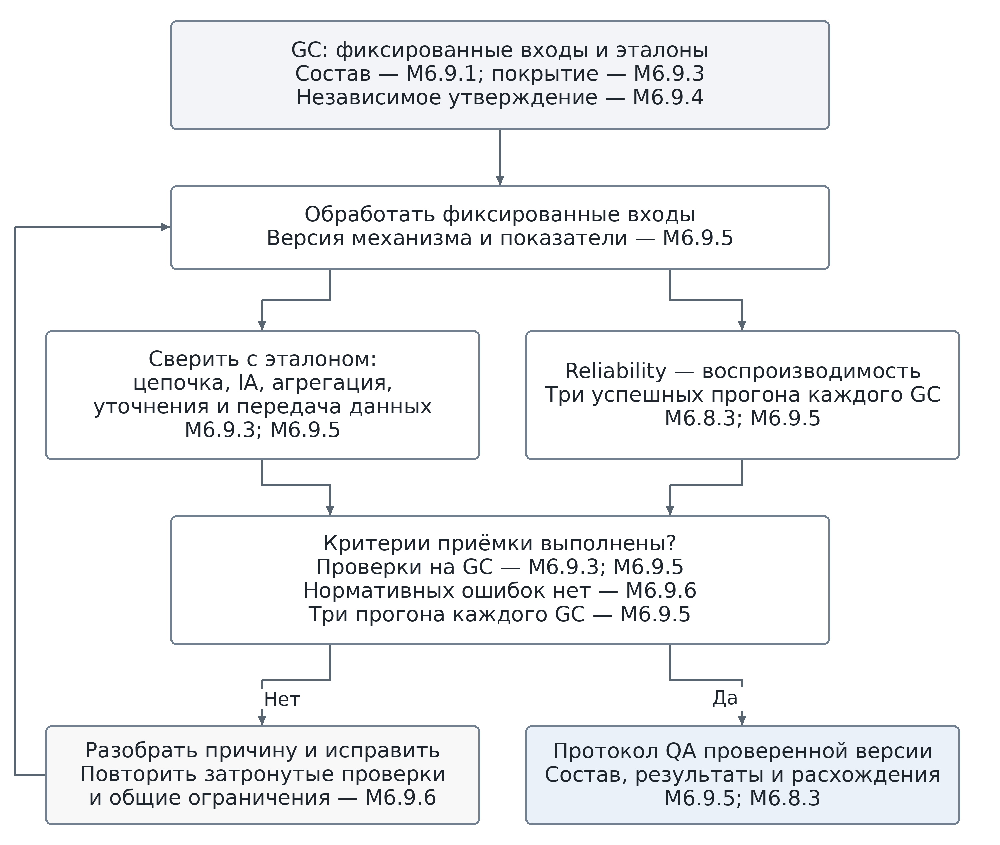 GC: фиксированные входы и эталоны
Состав — М6.9.1; покрытие — М6.9.3
Независимое утверждение — М6.9.4
Обработать фиксированные входы
Версия механизма и показатели — М6.9.5
Сверить с эталоном:
цепочка, IA, агрегация,
уточнения и передача данных
М6.9.3; М6.9.5
Reliability — воспроизводимость
Три успешных прогона каждого GC
М6.8.3; М6.9.5
Критерии приёмки выполнены?
Проверки на GC — М6.9.3; М6.9.5
Нормативных ошибок нет — М6.9.6
Три прогона каждого GC — М6.9.5
Нет
Да
Разобрать причину и исправить
Повторить затронутые проверки
и общие ограничения — М6.9.6
Протокол QA проверенной версии
Состав, результаты и расхождения
М6.9.5; М6.8.3